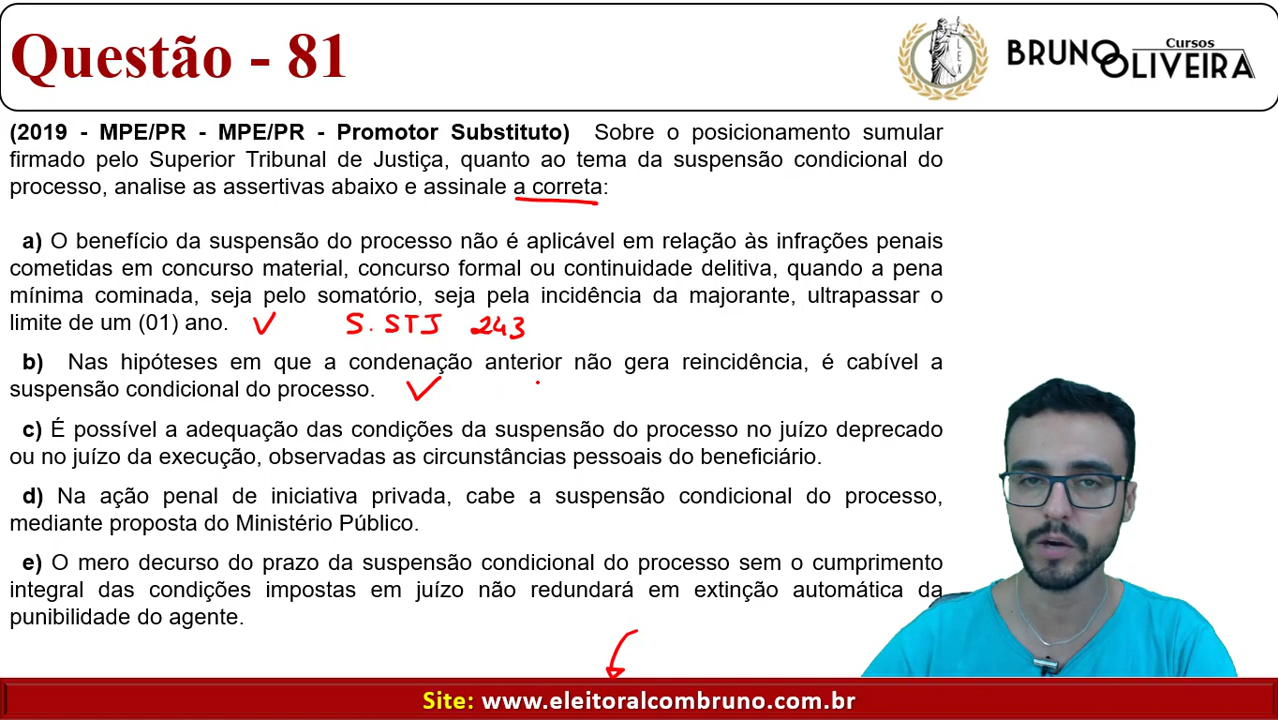 Questão - 81
LEX
Cursos
BRUNO OLIVEIRA
(2019 - MPE/PR - MPE/PR - Promotor Substituto) Sobre o posicionamento sumular
firmado pelo Superior Tribunal de Justiça, quanto ao tema da suspensão condicional do
processo, analise as assertivas abaixo e assinale a correta:
a) O benefício da suspensão do processo não é aplicável em relação às infrações penais
cometidas em concurso material, concurso formal ou continuidade delitiva, quando a pena
mínima cominada, seja pelo somatório, seja pela incidência da majorante, ultrapassar o
limite de um (01) ano. S. STJ 243
b) Nas hipóteses em que a condenação anterior não gera reincidência, é cabível a
suspensão condicional do processo.
c) É possível a adequação das condições da suspensão do processo no juízo deprecado
ou no juízo da execução, observadas as circunstâncias pessoais do beneficiário.
d) Na ação penal de iniciativa privada, cabe a suspensão condicional do processo,
mediante proposta do Ministério Público.
e) O mero decurso do prazo da suspensão condicional do processo sem o cumprimento
integral das condições impostas em juízo não redundará em extinção automática da
punibilidade do agente.
Site: www.eleitoralcombruno.com.br